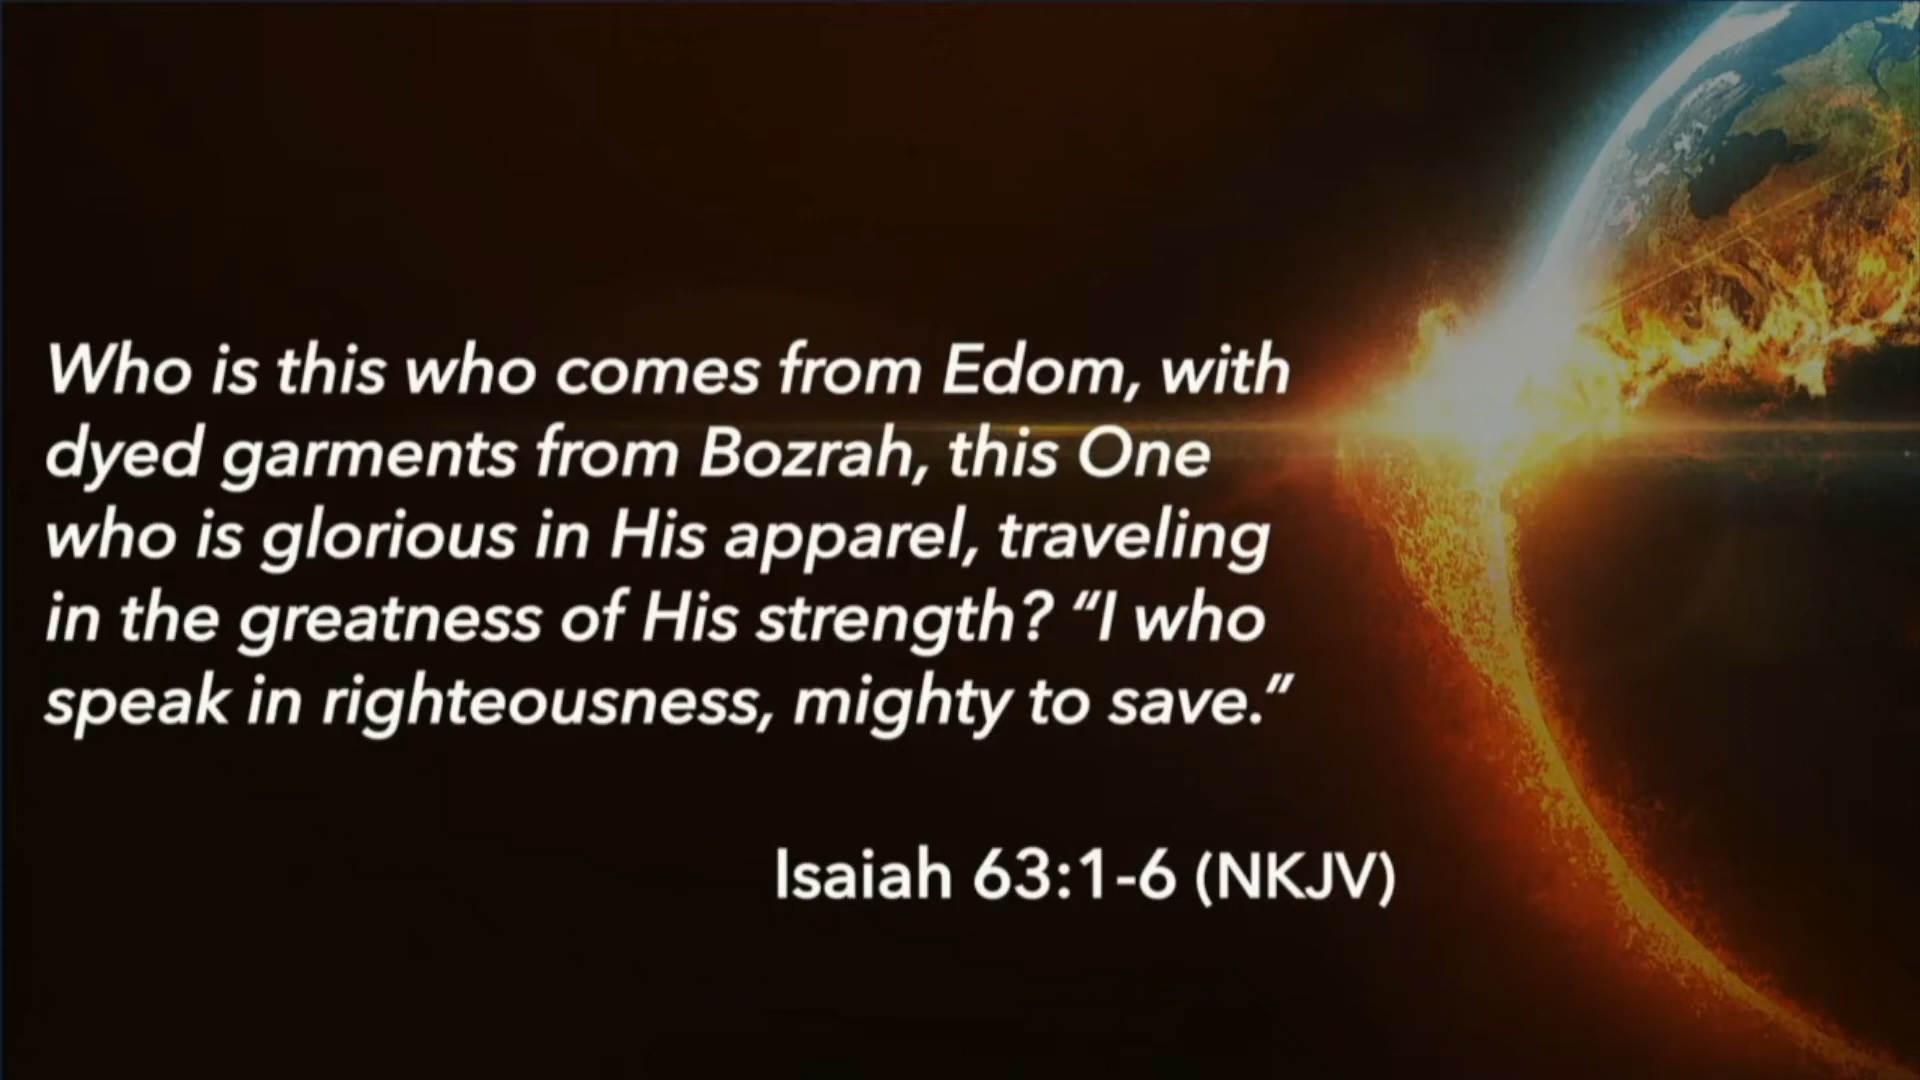 Who is this who comes from Edom, with
dyed garments from Bozrah, this One
who is glorious in His apparel, traveling
in the greatness of His strength? “I who
speak in righteousness, mighty to save.”
Isaiah 63:1-6 (NKJV)